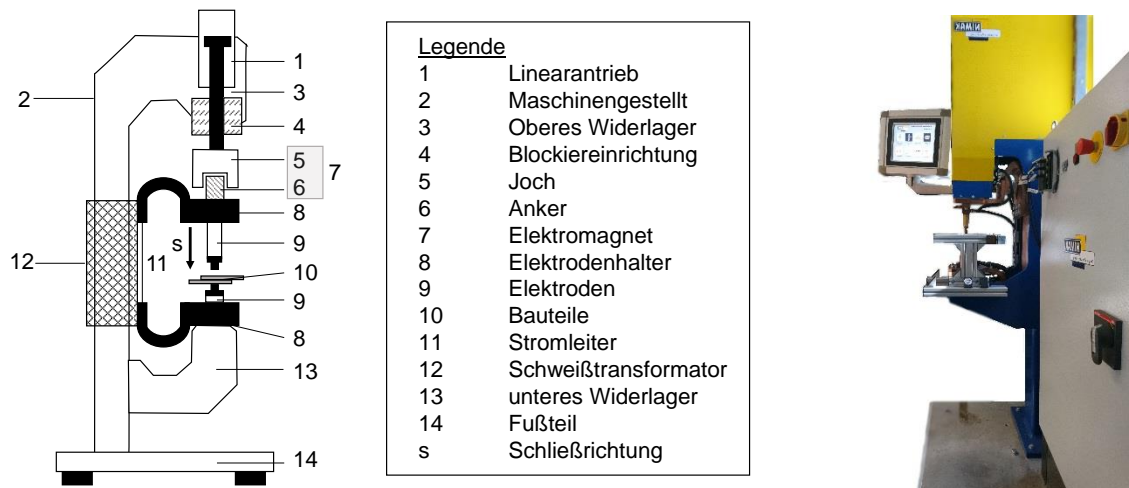 1
2
3
4
5
6
7
8
9
s
11
12
10
9
8
13
14
Legende
1 Linearantrieb
2 Maschinengestellt
3 Oberes Widerlager
4 Blockiereinrichtung
5 Joch
6 Anker
7 Elektromagnet
8 Elektrodenhalter
9 Elektroden
10 Bauteile
11 Stromleiter
12 Schweißtransformator
13 unteres Widerlager
14 Fußteil
s Schließrichtung
NIMAK